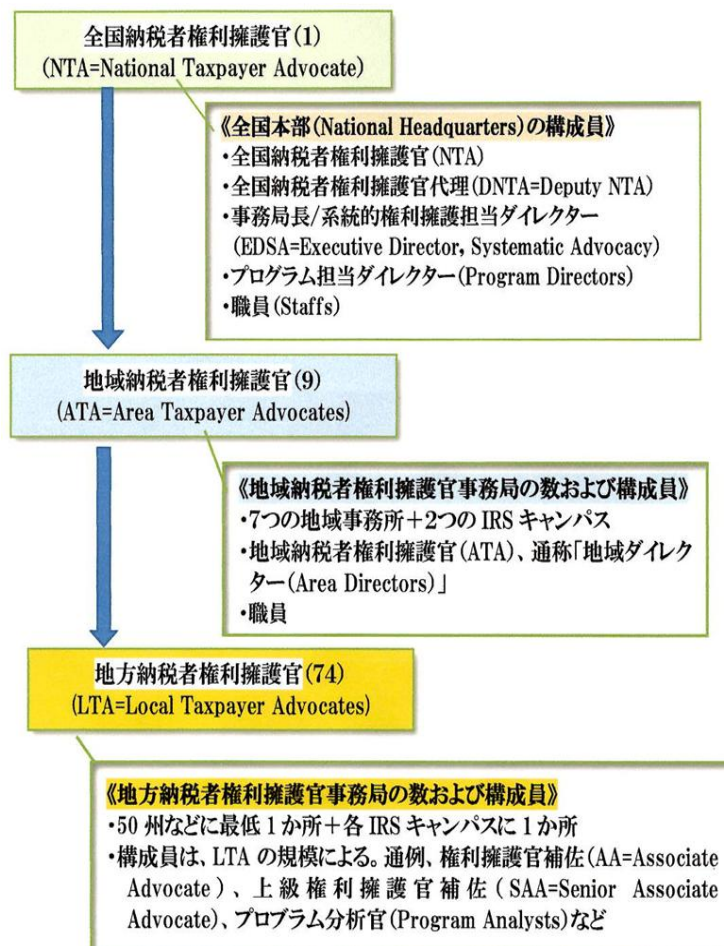 全国納税者権利擁護官(1)
(NTA=National Taxpayer Advocate)
《全国本部(National Headquarters)の構成員》
・全国納税者権利擁護官(NTA)
・全国納税者権利擁護官代理(DNTA=Deputy NTA)
・事務局長/系統的権利擁護担当ダイレクター
(EDSA=Executive Director, Systematic Advocacy)
・プログラム担当ダイレクター(Program Directors)
・職員(Staffs)
地域納税者権利擁護官(9)
(ATA=Area Taxpayer Advocates)
《地域納税者権利擁護官事務局の数および構成員》
・7つの地域事務所+2つの IRS キャンパス
・地域納税者権利擁護官(ATA)、通称「地域ダイレク
ター(Area Directors)」
・職員
地方納税者権利擁護官(74)
(LTA=Local Taxpayer Advocates)
《地方納税者権利擁護官事務局の数および構成員》
・50 州などに最低 1 か所+各 IRS キャンパスに 1 か所
・構成員は、LTA の規模による。通例、権利擁護官補佐(AA=Associate
Advocate)、上級権利擁護官補佐(SAA=Senior Associate
Advocate)、プロブラム分析官(Program Analysts)など